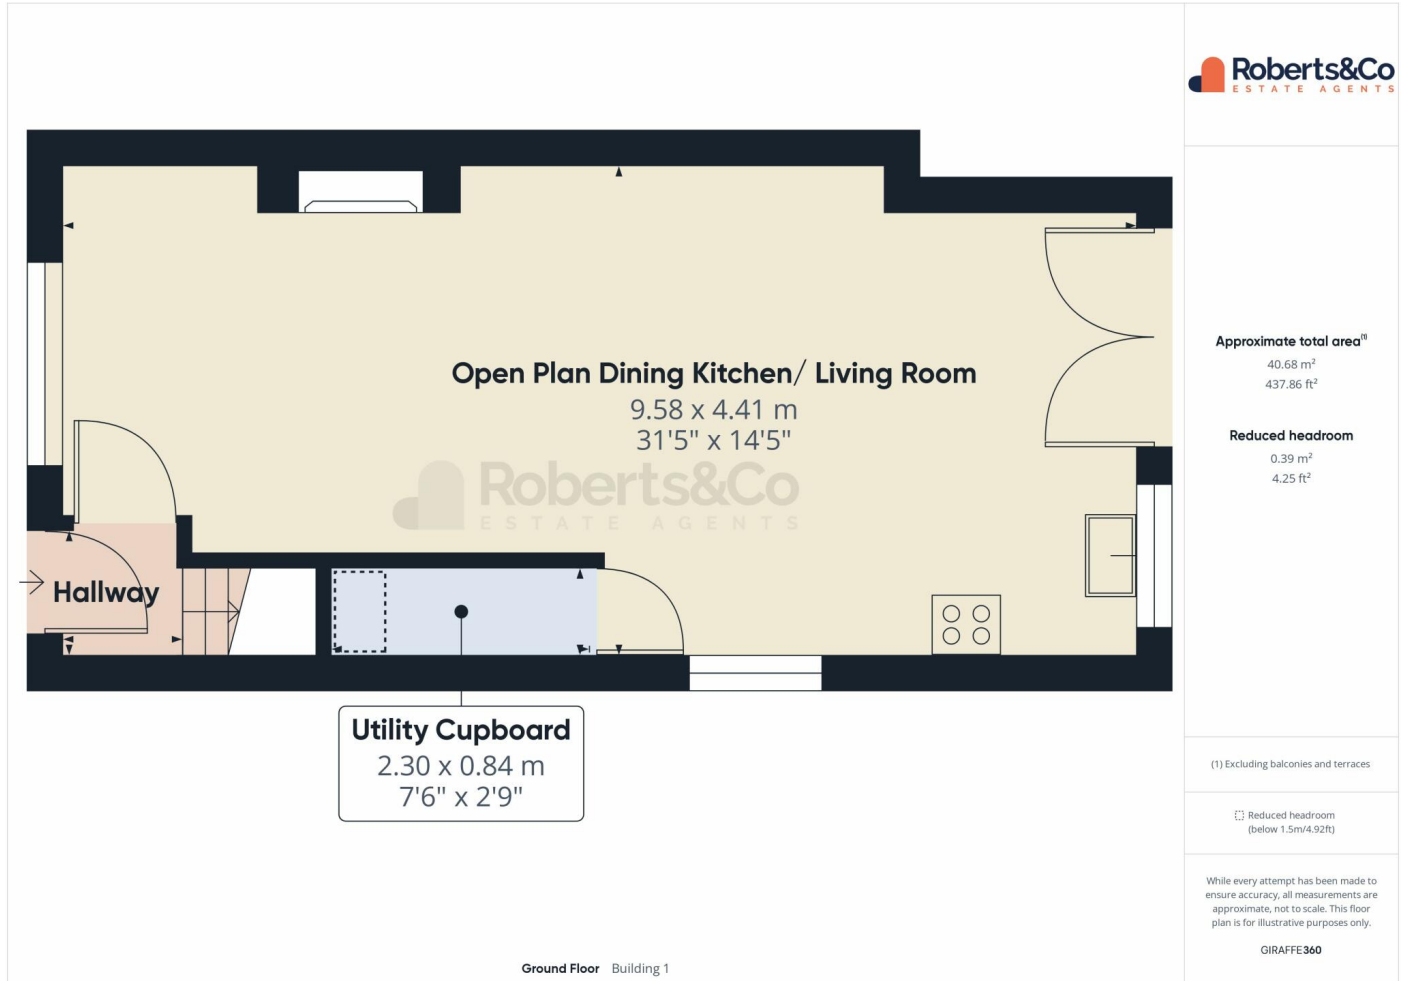 Roberts&Co
ESTATE AGENTS
Open Plan Dining Kitchen/ Living Room
9.58 x 4.41 m
31'5" x 14'5"
Roberts&Co
ESTATE AGENTS
Hallway
Utility Cupboard
2.30 x 0.84 m
7'6" x 2'9"
Ground Floor Building 1
Approximate total area(1)
40.68 m²
437.86 ft²
Reduced headroom
0.39 m²
4.25 ft²
(1) Excluding balconies and terraces
Reduced headroom
(below 1.5m/4.92ft)
While every attempt has been made to
ensure accuracy, all measurements are
approximate, not to scale. This floor
plan is for illustrative purposes only.
GIRAFFE360